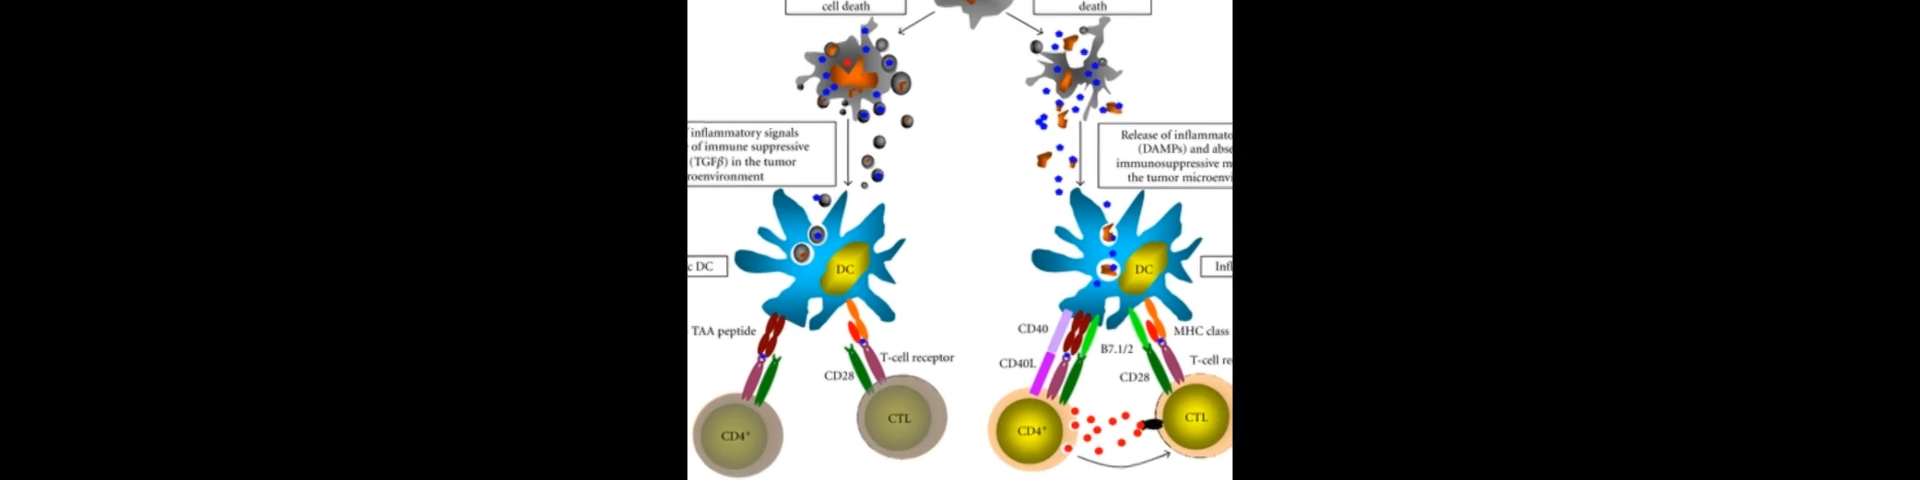 cell death
death
inflammatory signals
of immune suppressive
(TGFβ) in the tumor
roenvironment
Release of inflammato
(DAMPs) and abse
immunosuppressive m
the tumor microenvi
c DC
DC
DC
Infl
TAA peptide
T-cell receptor
CD28
CD4⁺
CTL
CD40
CD40L
B7.1/2
MHC class
T-cell re
CD28
CD4⁺
CTL